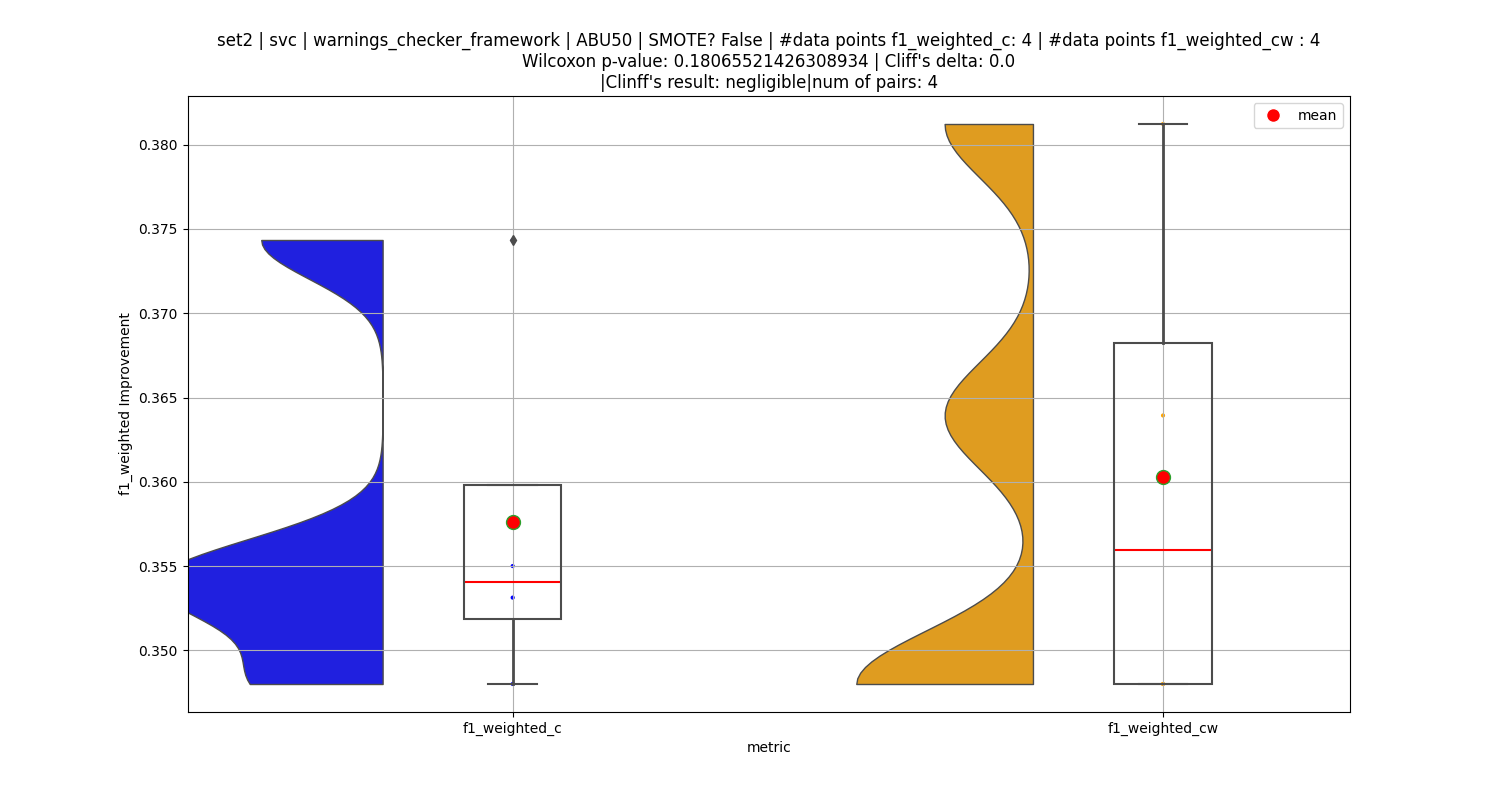 set2 | svc | warnings_checker_framework | ABU50 | SMOTE? False | #data points f1_weighted_c: 4 | #data points f1_weighted_cw : 4
Wilcoxon p-value: 0.18065521426308934 | Cliff's delta: 0.0
|Clinff's result: negligible|num of pairs: 4
mean
0.380
0.375
0.370
0.365
0.360
0.355
0.350
f1_weighted Improvement
f1_weighted_c
f1_weighted_cw
metric